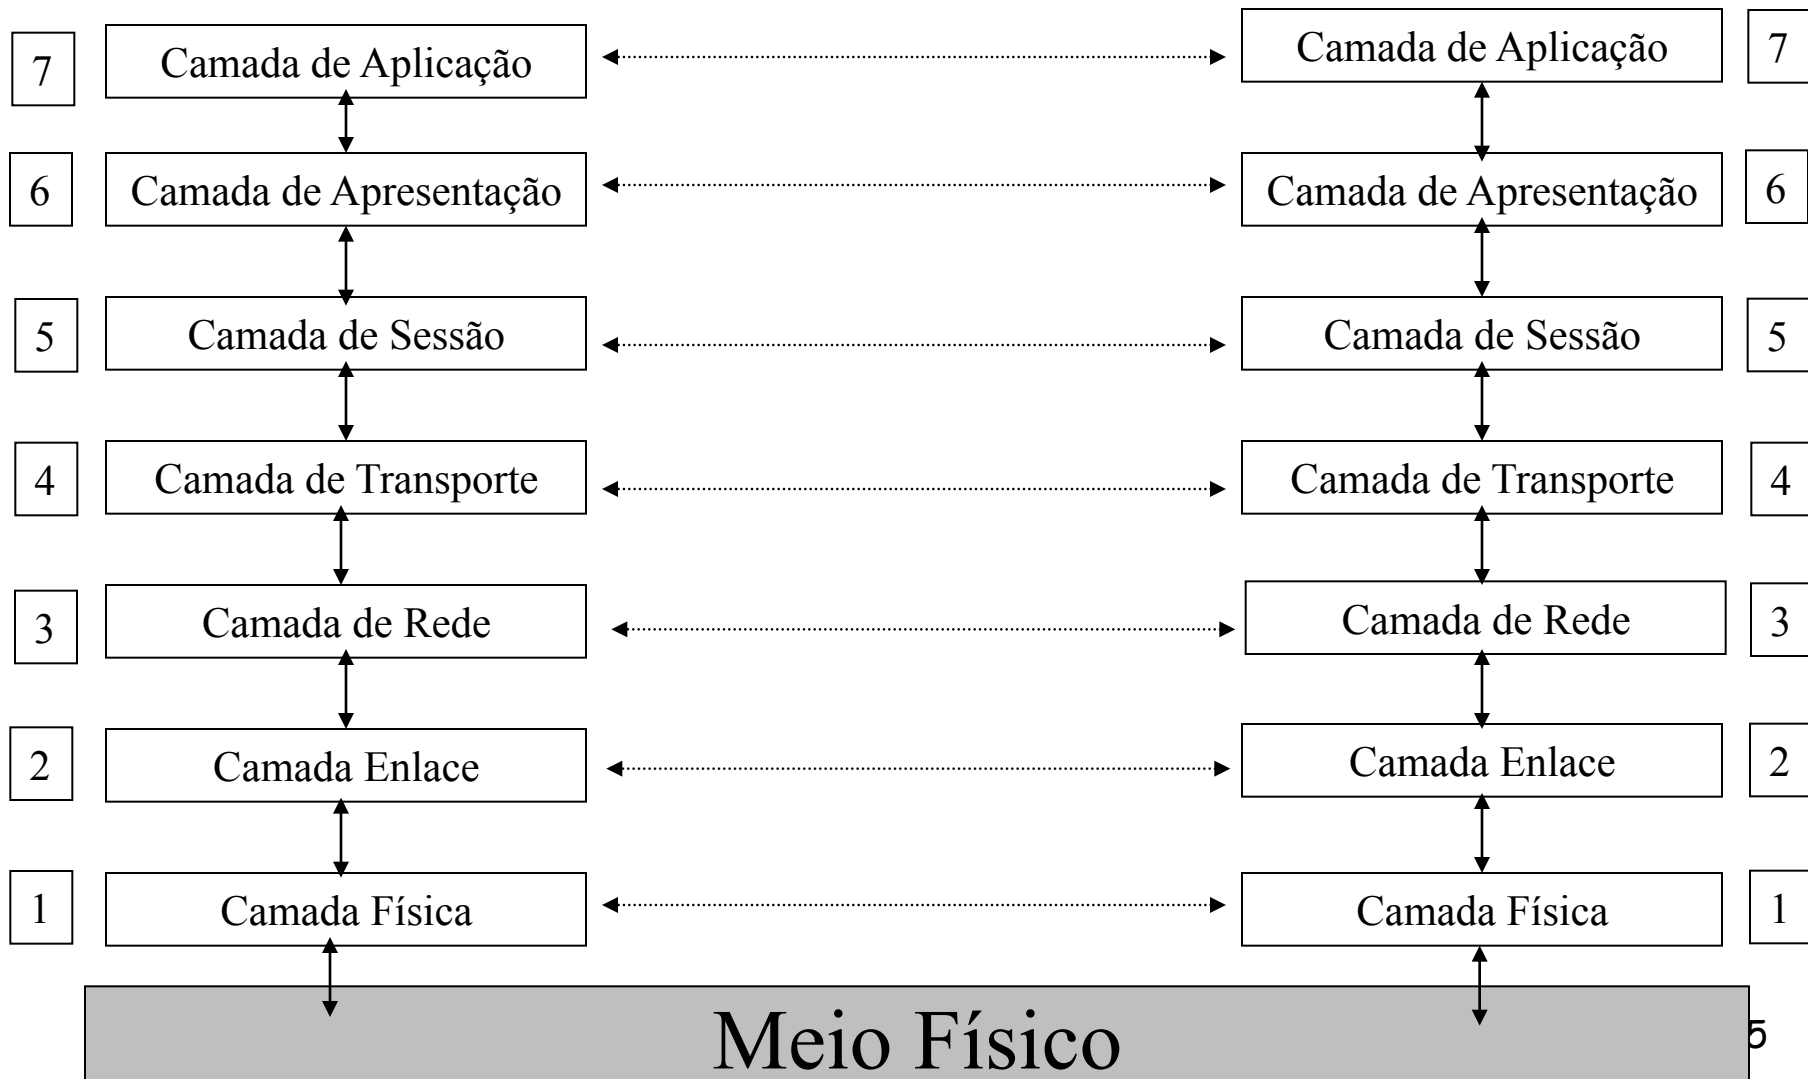 7 Camada de Aplicação Camada de Aplicação 7
6 Camada de Apresentação Camada de Apresentação 6
5 Camada de Sessão Camada de Sessão 5
4 Camada de Transporte Camada de Transporte 4
3 Camada de Rede Camada de Rede 3
2 Camada Enlace Camada Enlace 2
1 Camada Física Camada Física 1
Meio Físico
5